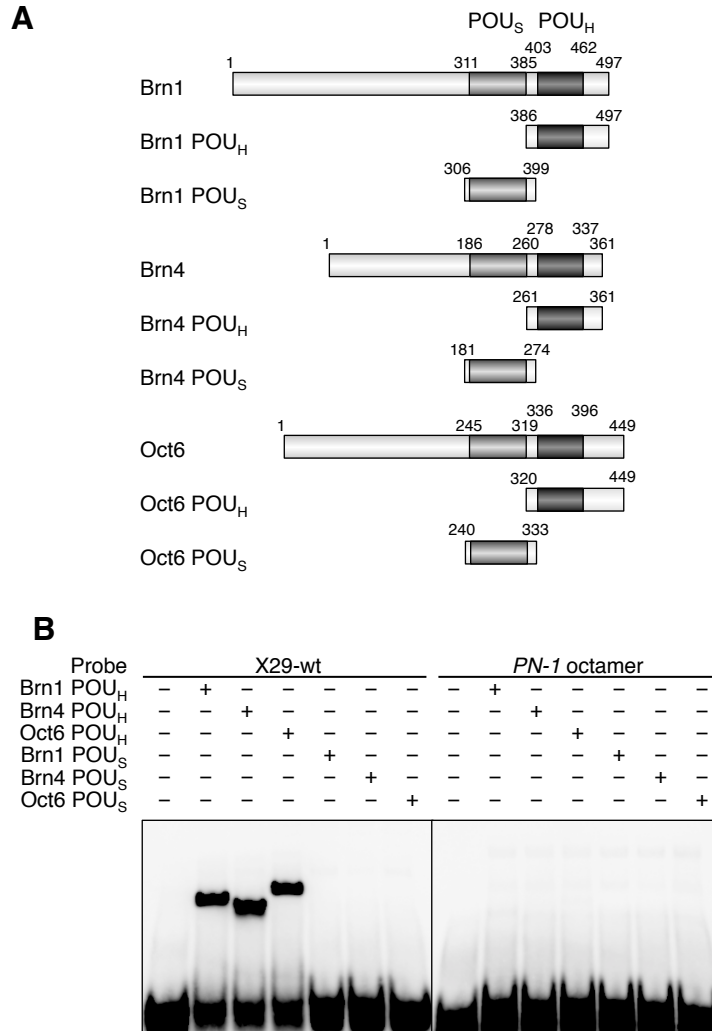 A
POUS POUH
403 462
1 311 385 497
Brn1
386 497
Brn1 POUH
306 399
Brn1 POUS
278 337
1 186 260 361
Brn4
261 361
Brn4 POUH
181 274
Brn4 POUS
336 396
1 245 319 449
Oct6
320 449
Oct6 POUH
240 333
Oct6 POUS
B
Probe X29-wt PN-1 octamer
Brn1 POUH – + – – – – – – + – – – – –
Brn4 POUH – – + – – – – – – + – – – –
Oct6 POUH – – – + – – – – – – + – – –
Brn1 POUS – – – – + – – – – – – + – –
Brn4 POUS – – – – – + – – – – – – + –
Oct6 POUS – – – – – – + – – – – – – +